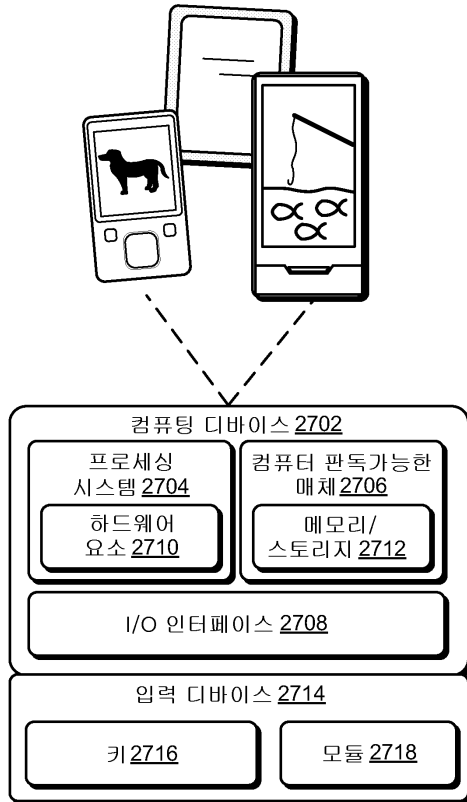 컴퓨팅 디바이스 2702
프로세싱
시스템 2704
하드웨어
요소 2710
컴퓨터 판독가능한
매체 2706
메모리/
스토리지 2712
I/O 인터페이스 2708
입력 디바이스 2714
키 2716
모듈 2718